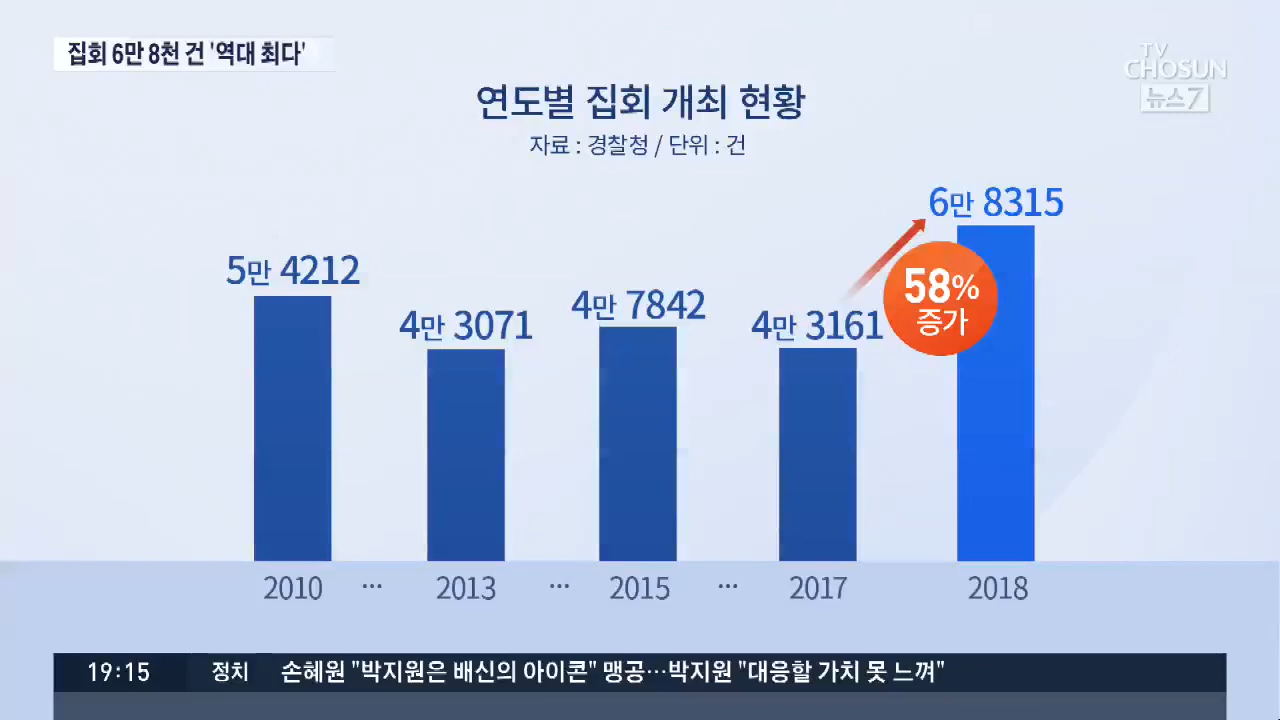 집회 6만 8천 건 '역대 최다'
TV
CHOSUN
뉴스7
연도별 집회 개최 현황
자료 : 경찰청 / 단위 : 건
5만 4212
4만 3071
4만 7842
4만 3161
6만 8315
58%
증가
2010 ... 2013 ... 2015 ... 2017 2018
19:15 정치 손혜원 "박지원은 배신의 아이콘" 맹공…박지원 "대응할 가치 못 느껴"